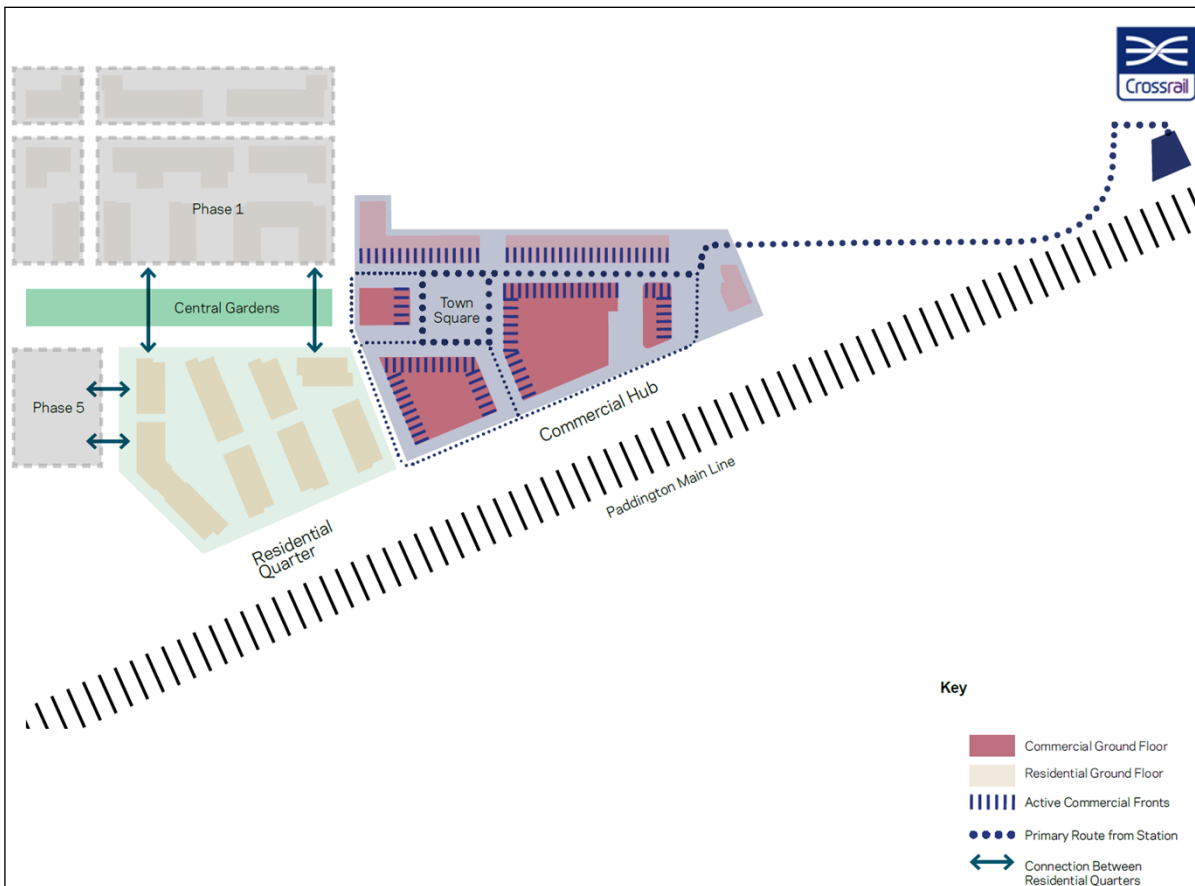 Crossrail
Phase 1
Central Gardens
Town
Square
Phase 5
Commercial Hub
Paddington Main Line
Residential
Quarter
Key
Commercial Ground Floor
Residential Ground Floor
Active Commercial Fronts
Primary Route from Station
Connection Between
Residential Quarters